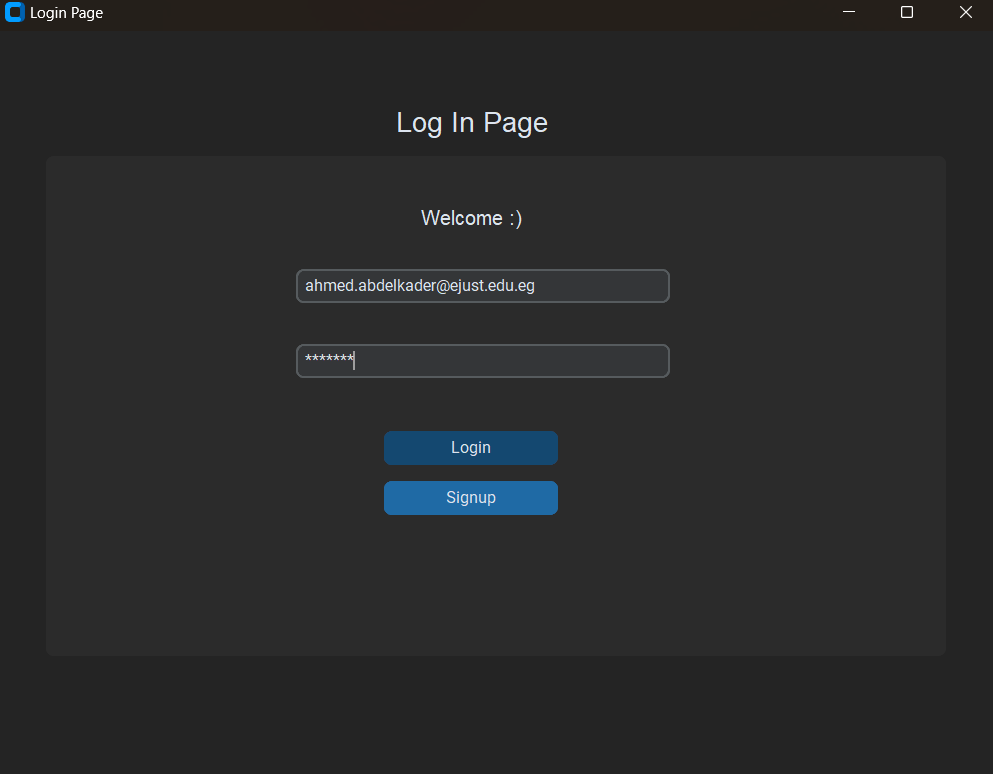 Login Page
Log In Page
Welcome :)
ahmed.abdelkader@ejust.edu.eg
*******
Login
Signup